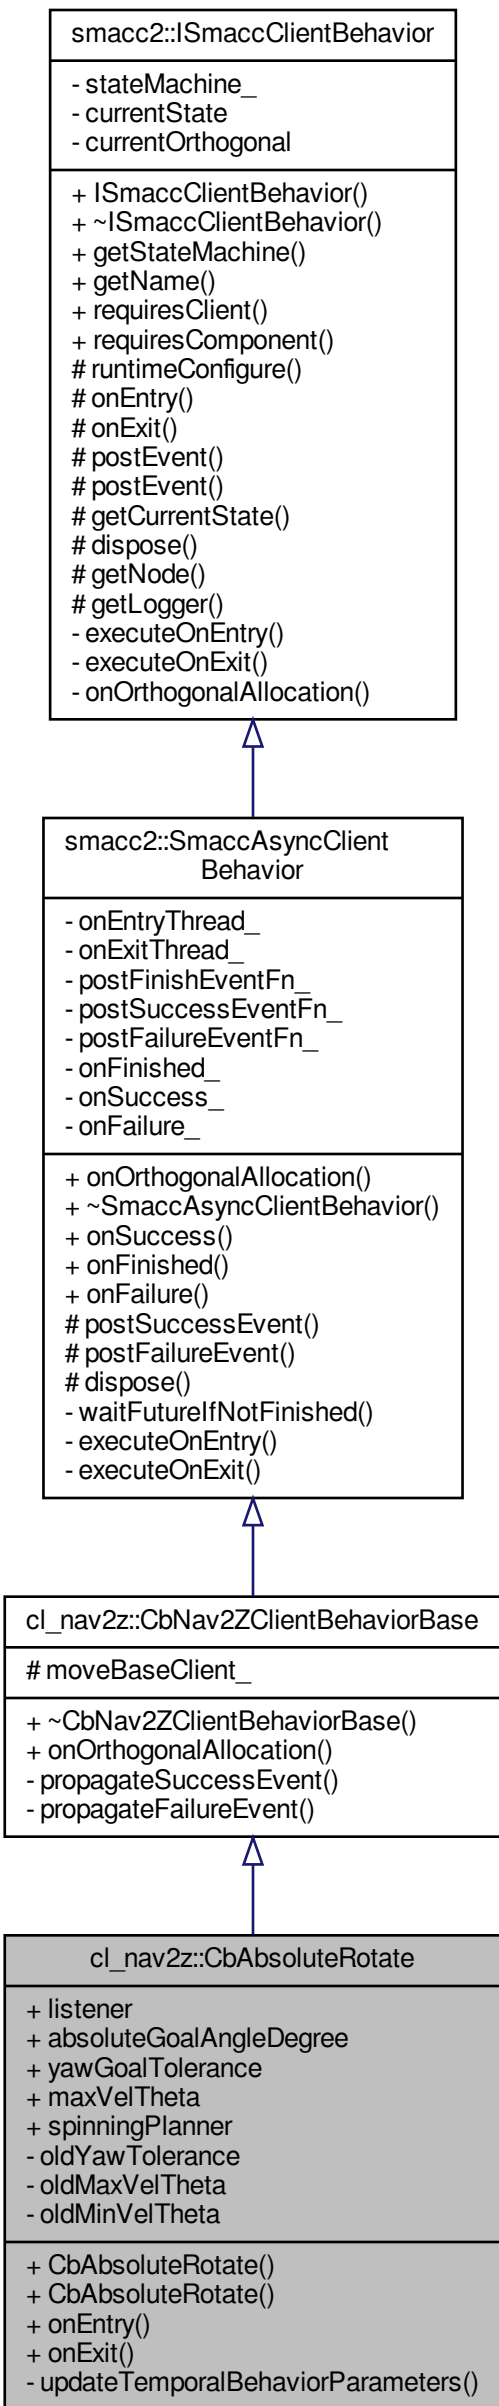 smacc2::ISmaccClientBehavior
- stateMachine_
- currentState
- currentOrthogonal
+ ISmaccClientBehavior()
+ ~ISmaccClientBehavior()
+ getStateMachine()
+ getName()
+ requiresClient()
+ requiresComponent()
# runtimeConfigure()
# onEntry()
# onExit()
# postEvent()
# postEvent()
# getCurrentState()
# dispose()
# getNode()
# getLogger()
- executeOnEntry()
- executeOnExit()
- onOrthogonalAllocation()
smacc2::SmaccAsyncClient
Behavior
- onEntryThread_
- onExitThread_
- postFinishEventFn_
- postSuccessEventFn_
- postFailureEventFn_
- onFinished_
- onSuccess_
- onFailure_
+ onOrthogonalAllocation()
+ ~SmaccAsyncClientBehavior()
+ onSuccess()
+ onFinished()
+ onFailure()
# postSuccessEvent()
# postFailureEvent()
# dispose()
- waitFutureIfNotFinished()
- executeOnEntry()
- executeOnExit()
cl_nav2z::CbNav2ZClientBehaviorBase
# moveBaseClient_
+ ~CbNav2ZClientBehaviorBase()
+ onOrthogonalAllocation()
- propagateSuccessEvent()
- propagateFailureEvent()
cl_nav2z::CbAbsoluteRotate
+ listener
+ absoluteGoalAngleDegree
+ yawGoalTolerance
+ maxVelTheta
+ spinningPlanner
- oldYawTolerance
- oldMaxVelTheta
- oldMinVelTheta
+ CbAbsoluteRotate()
+ CbAbsoluteRotate()
+ onEntry()
+ onExit()
- updateTemporalBehaviorParameters()